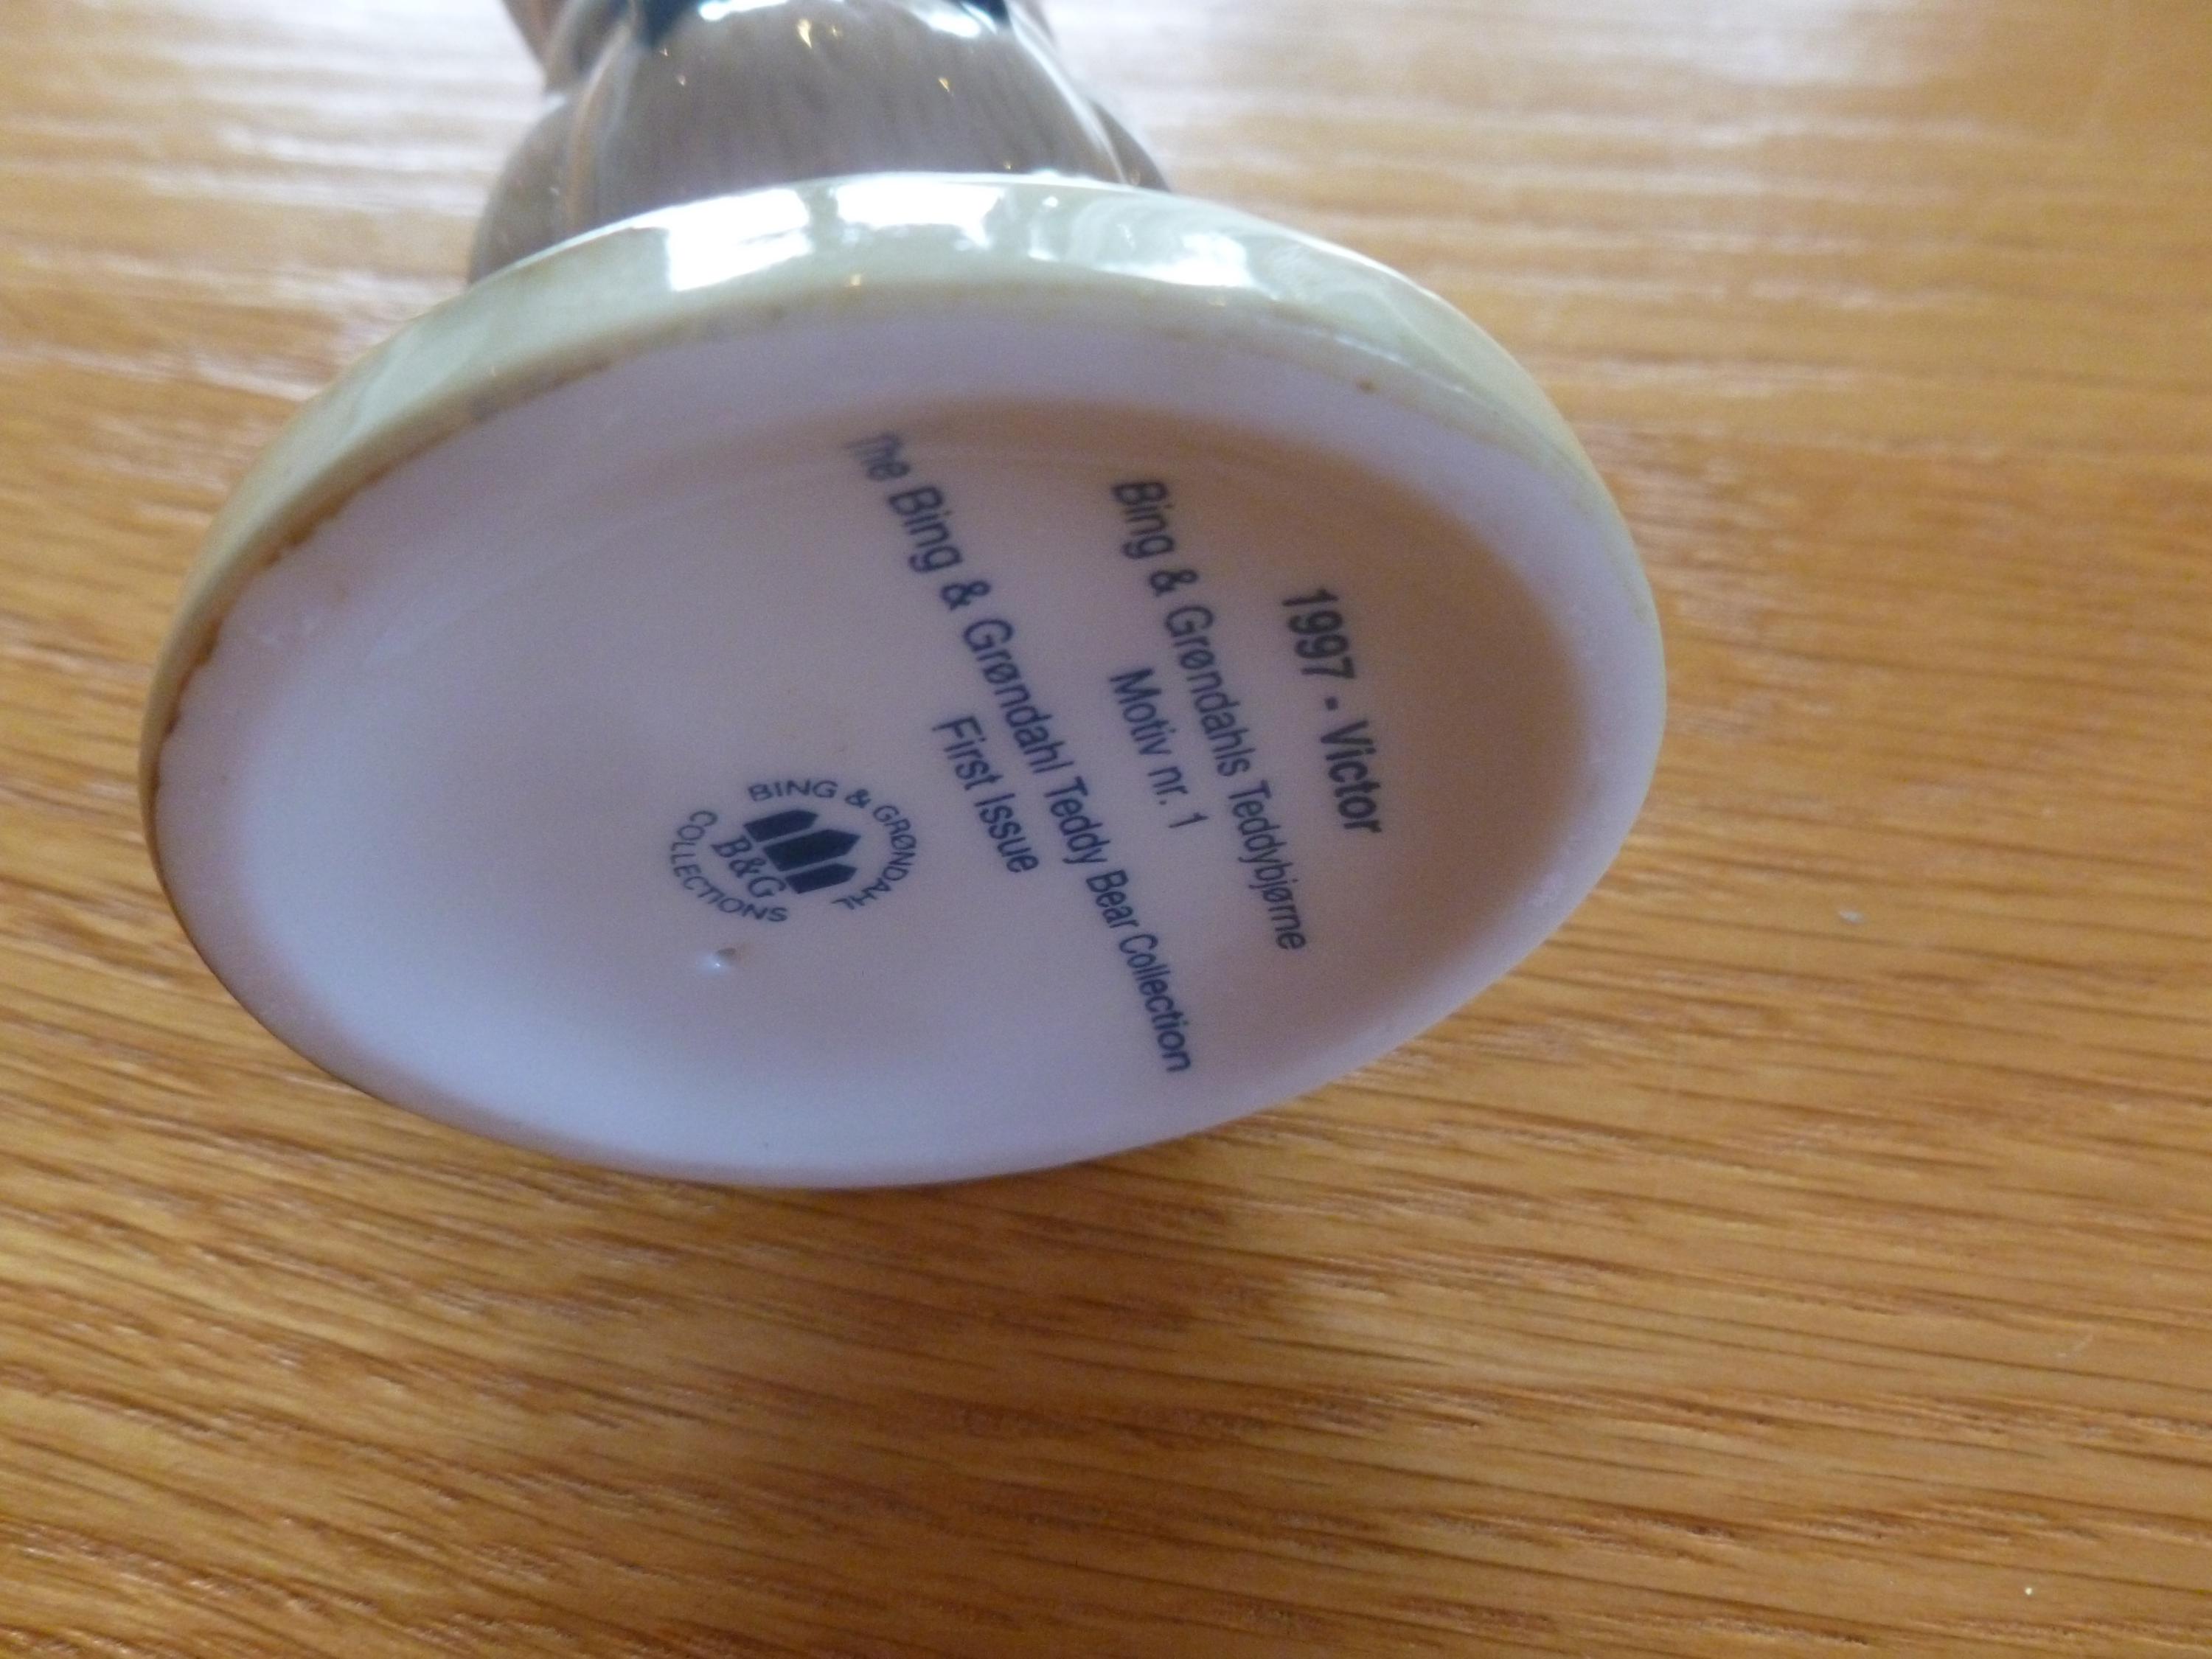 1997 - Victor
Bing & Grøndahls Teddybjørne
Motiv nr. 1
The Bing & Grøndahl Teddy Bear Collection
First Issue
BING & GRØNDAHL
B&G
COLLECTIONS